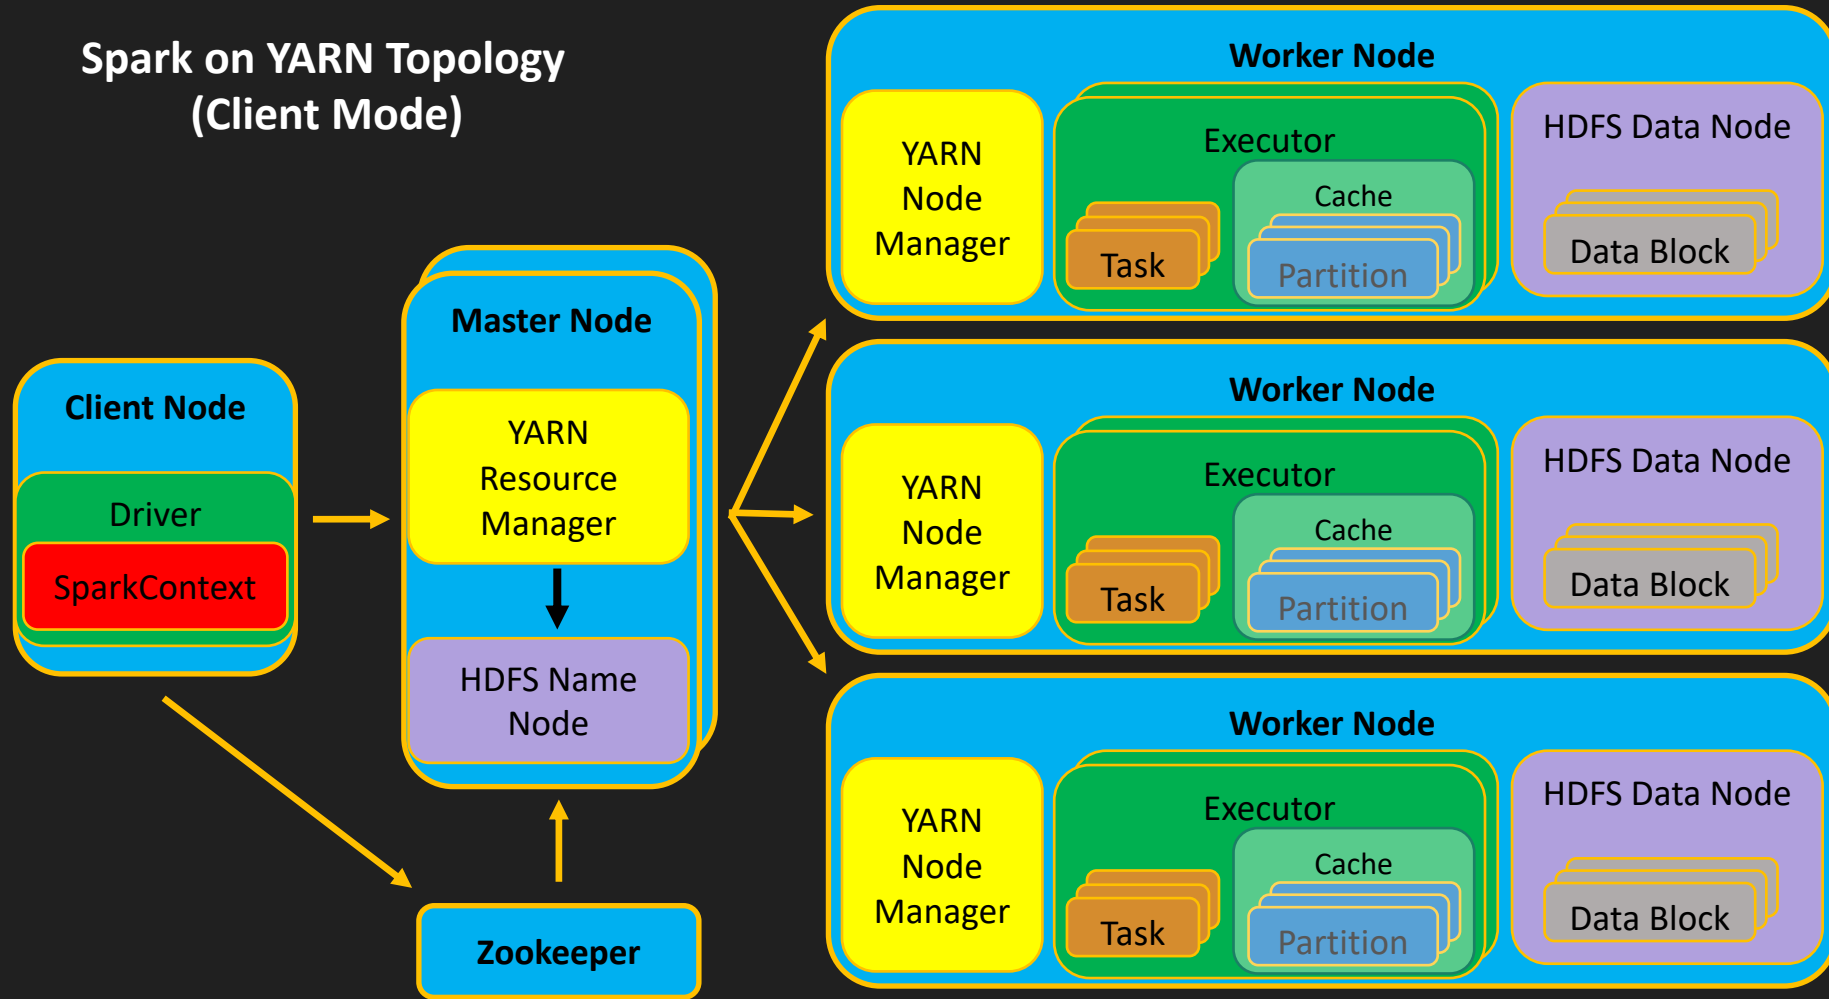 Spark on YARN Topology
(Client Mode)
Client Node
Driver
SparkContext
Master Node
YARN
Resource
Manager
HDFS Name
Node
Zookeeper
Worker Node
YARN
Node
Manager
Executor
Task
Cache
Partition
HDFS Data Node
Data Block
Worker Node
YARN
Node
Manager
Executor
Task
Cache
Partition
HDFS Data Node
Data Block
Worker Node
YARN
Node
Manager
Executor
Task
Cache
Partition
HDFS Data Node
Data Block